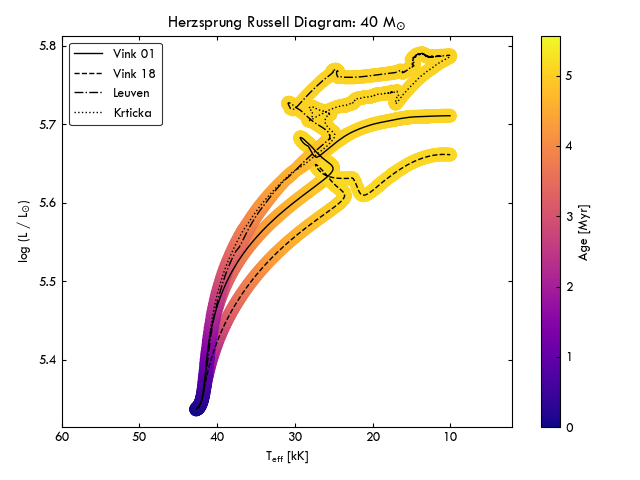 Herzsprung Russell Diagram: 40 M⊙
Vink 01
Vink 18
Leuven
Krticka
5.8
5.7
5.6
5.5
5.4
log (L / L⊙)
60 50 40 30 20 10
T_eff [kK]
5
4
3
2
1
0
Age [Myr]